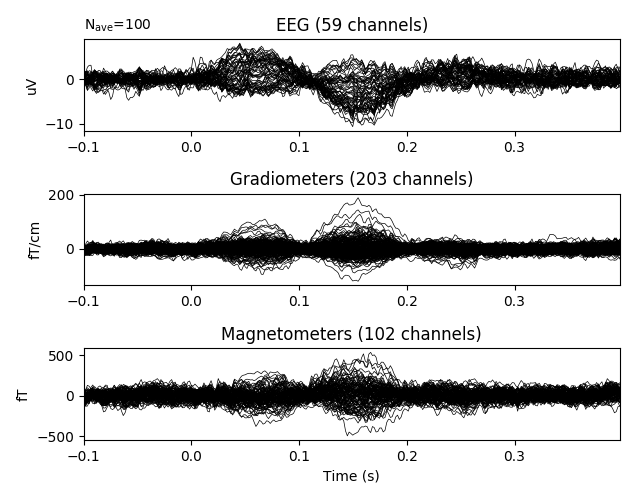 N_ave=100
EEG (59 channels)
uV
0
−10
−0.1 0.0 0.1 0.2 0.3
Gradiometers (203 channels)
fT/cm
200
0
−0.1 0.0 0.1 0.2 0.3
Magnetometers (102 channels)
fT
500
0
−500
−0.1 0.0 0.1 0.2 0.3
Time (s)